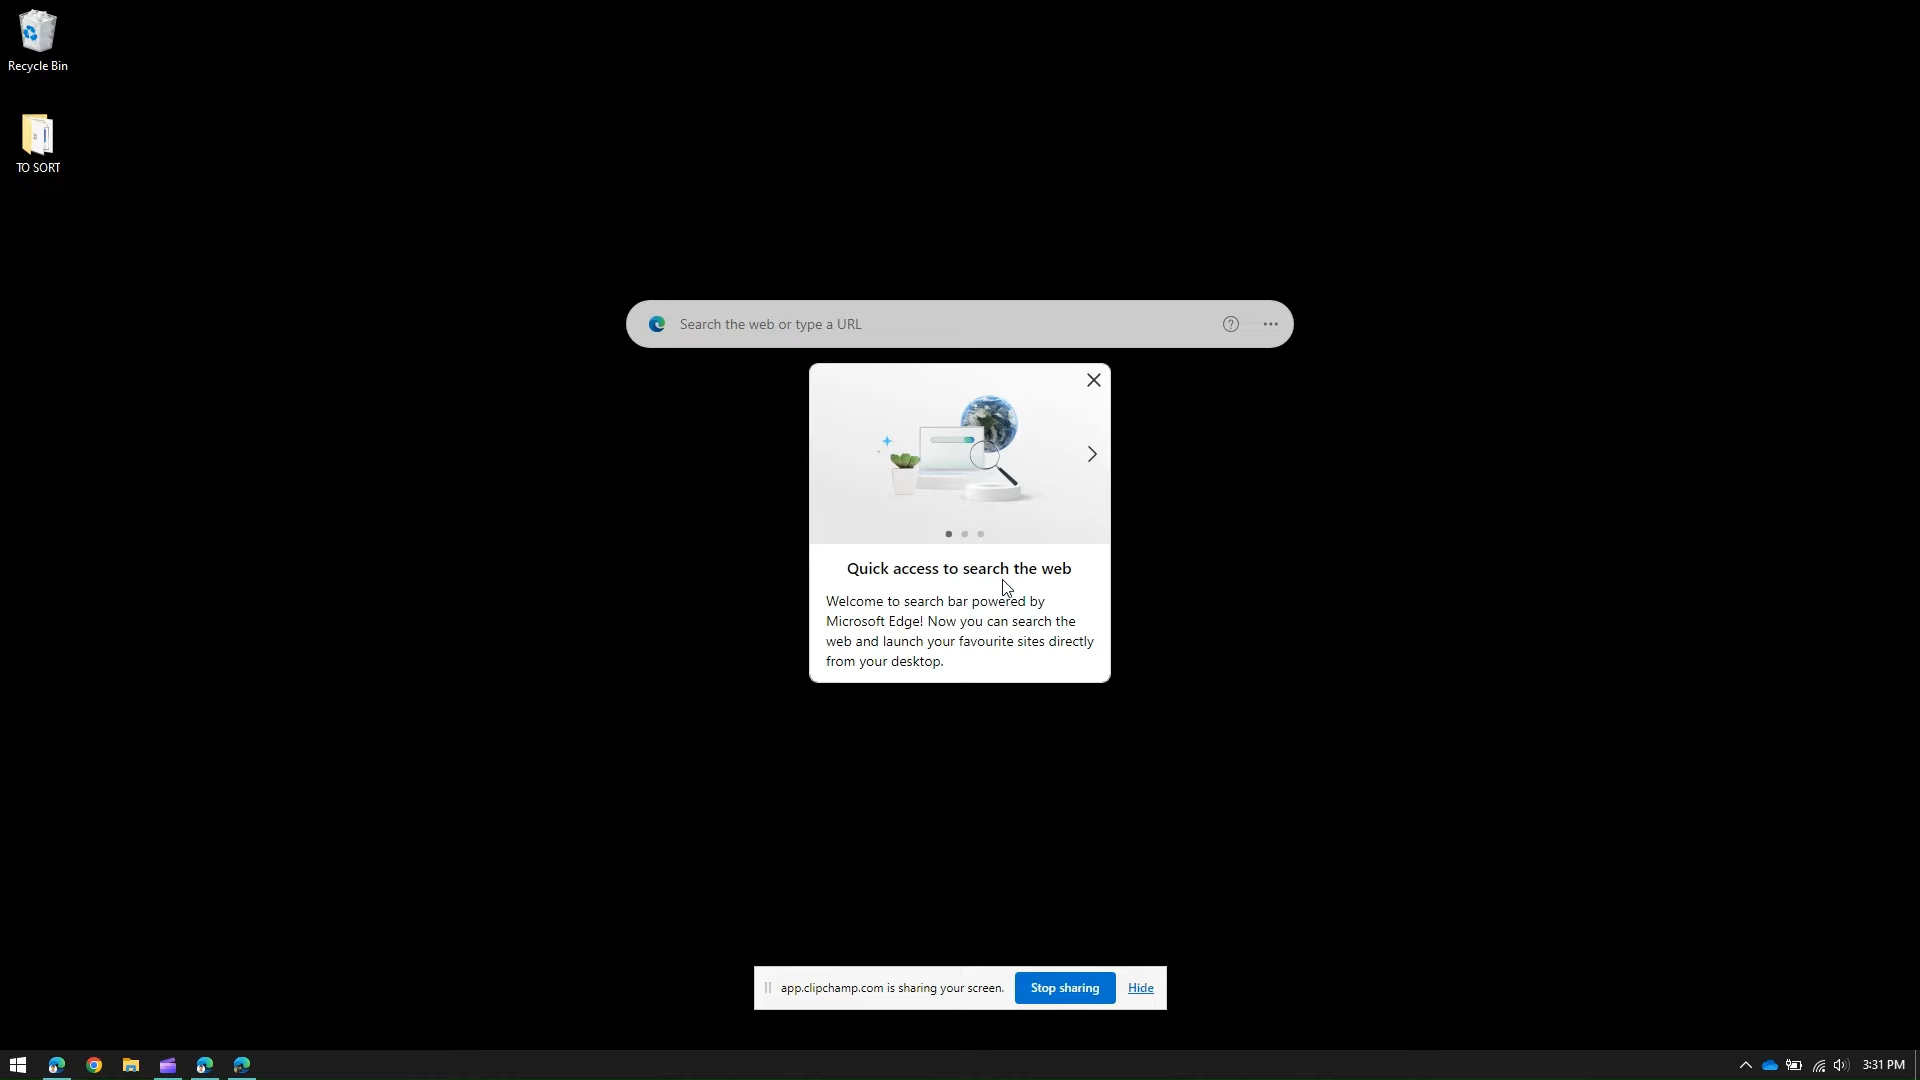 Recycle Bin
TO SORT
Search the web or type a URL
Quick access to search the web
Welcome to search bar powered by
Microsoft Edge! Now you can search the
web and launch your favourite sites directly
from your desktop.
app.clipchamp.com is sharing your screen.
Stop sharing
Hide
3:31 PM